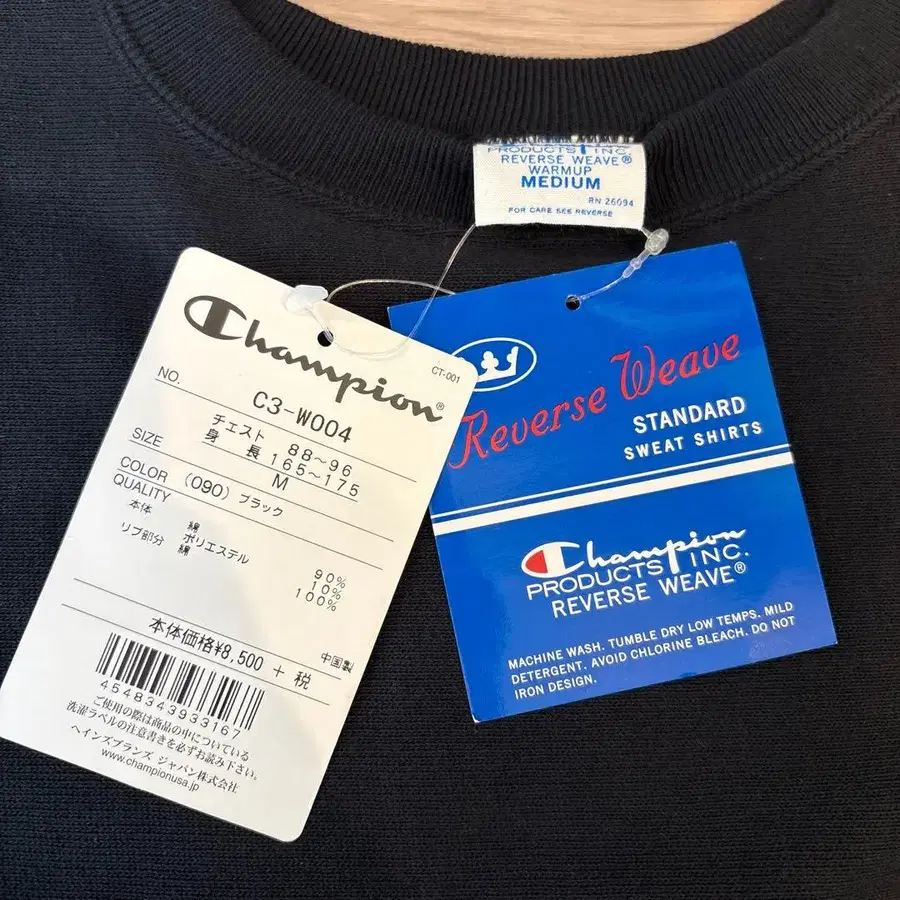 PRODUCTS INC.
REVERSE WEAVE®
WARMUP
MEDIUM
RN 26094
FOR CARE SEE REVERSE
Champion®
CT-001
NO. C3-W004
SIZE チェスト 88~96
身長 165~175
M
COLOR (090) ブラック
QUALITY
本体 綿 90%
ポリエステル 10%
リブ部分 綿 100%
本体価格¥8,500 + 税
中国製
4548343933167
ご使用の際は商品の中についている
洗濯ラベルの注意書きを必ずお読み下さい。
ヘインズブランズ ジャパン株式会社
www.championusa.jp
Reverse Weave
STANDARD
SWEAT SHIRTS
Champion
PRODUCTS INC.
REVERSE WEAVE®
MACHINE WASH. TUMBLE DRY LOW TEMPS. MILD
DETERGENT. AVOID CHLORINE BLEACH. DO NOT
IRON DESIGN.